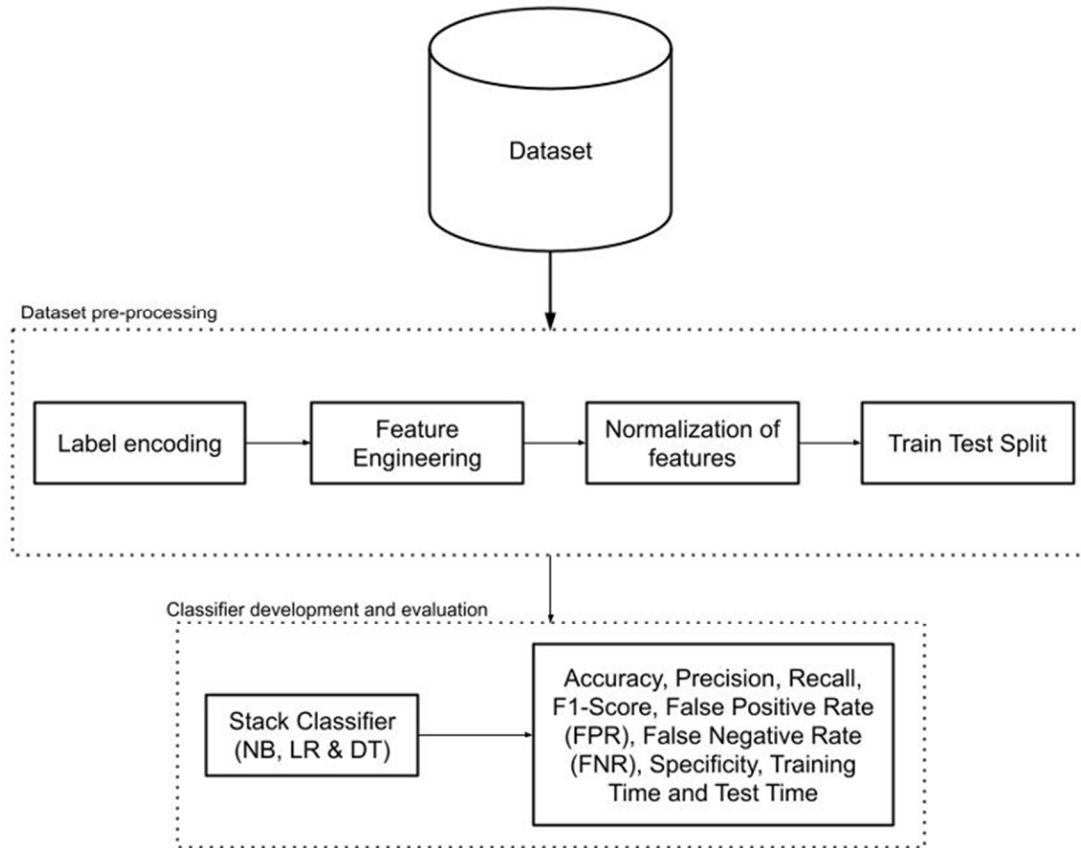 Dataset
Dataset pre-processing
Label encoding
Feature
Engineering
Normalization of
features
Train Test Split
Classifier development and evaluation
Stack Classifier
(NB, LR & DT)
Accuracy, Precision, Recall,
F1-Score, False Positive Rate
(FPR), False Negative Rate
(FNR), Specificity, Training
Time and Test Time